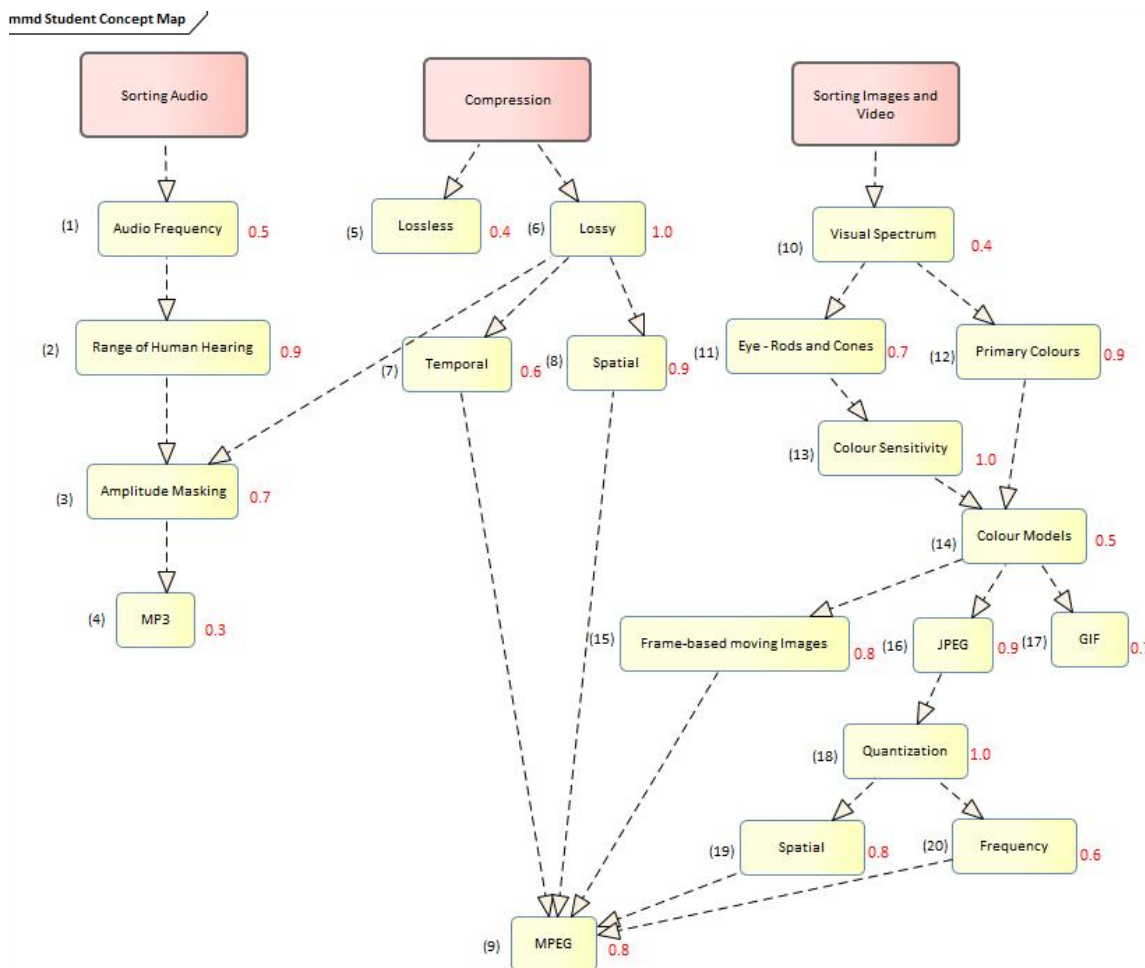 mmd Student Concept Map
Sorting Audio
Compression
Sorting Images and
Video
(1) Audio Frequency 0.5
(5) Lossless 0.4
(6) Lossy 1.0
(10) Visual Spectrum 0.4
(2) Range of Human Hearing 0.9
(7) Temporal 0.6
(8) Spatial 0.9
(11) Eye - Rods and Cones 0.7
(12) Primary Colours 0.9
(13) Colour Sensitivity 1.0
(3) Amplitude Masking 0.7
(14) Colour Models 0.5
(4) MP3 0.3
(15) Frame-based moving Images 0.8
(16) JPEG 0.9
(17) GIF
(18) Quantization 1.0
(19) Spatial 0.8
(20) Frequency 0.6
(9) MPEG 0.8